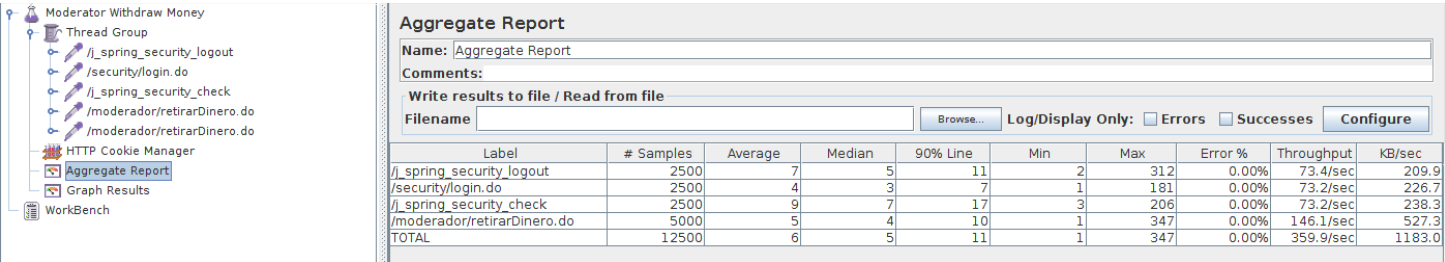 Moderator Withdraw Money
Thread Group
/j_spring_security_logout
/security/login.do
/j_spring_security_check
/moderador/retirarDinero.do
/moderador/retirarDinero.do
HTTP Cookie Manager
Aggregate Report
Graph Results
WorkBench
Aggregate Report
Name: Aggregate Report
Comments:
Write results to file / Read from file
Filename Browse... Log/Display Only: Errors Successes Configure
Label # Samples Average Median 90% Line Min Max Error % Throughput KB/sec
/j_spring_security_logout 2500 7 5 11 2 312 0.00% 73.4/sec 209.9
/security/login.do 2500 4 3 7 1 181 0.00% 73.2/sec 226.7
/j_spring_security_check 2500 9 7 17 3 206 0.00% 73.2/sec 238.3
/moderador/retirarDinero.do 5000 5 4 10 1 347 0.00% 146.1/sec 527.3
TOTAL 12500 6 5 11 1 347 0.00% 359.9/sec 1183.0